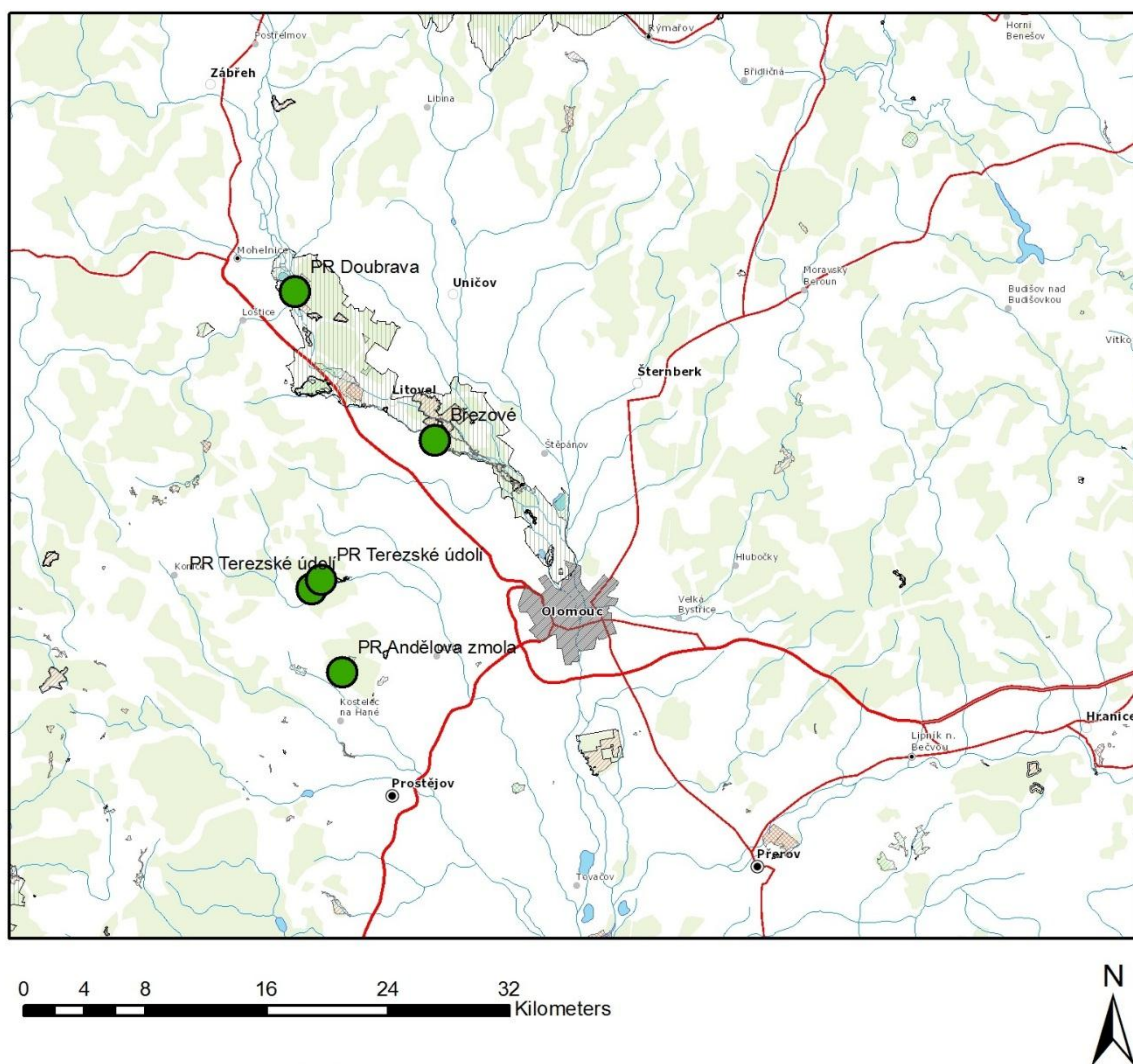 Postřelmov
Rýmařov
Horní
Benešov
Zábřeh
Břidličná
Libina
Mohelnice
PR Doubrava
Uničov
Moravský
Beroun
Budišov nad
Budišovkou
Loštice
Vítko
Šternberk
Litovel
Březové
Štěpánov
PR Terezské údolí
PR Terezské údolí
Hlubočky
Olomouc
Velká
Bystřice
PR Andělova zmola
Kostelec
na Hané
Hranice
Lipník n.
Bečvou
Prostějov
Přerov
Tovačov
0 4 8 16 24 32
Kilometers
N